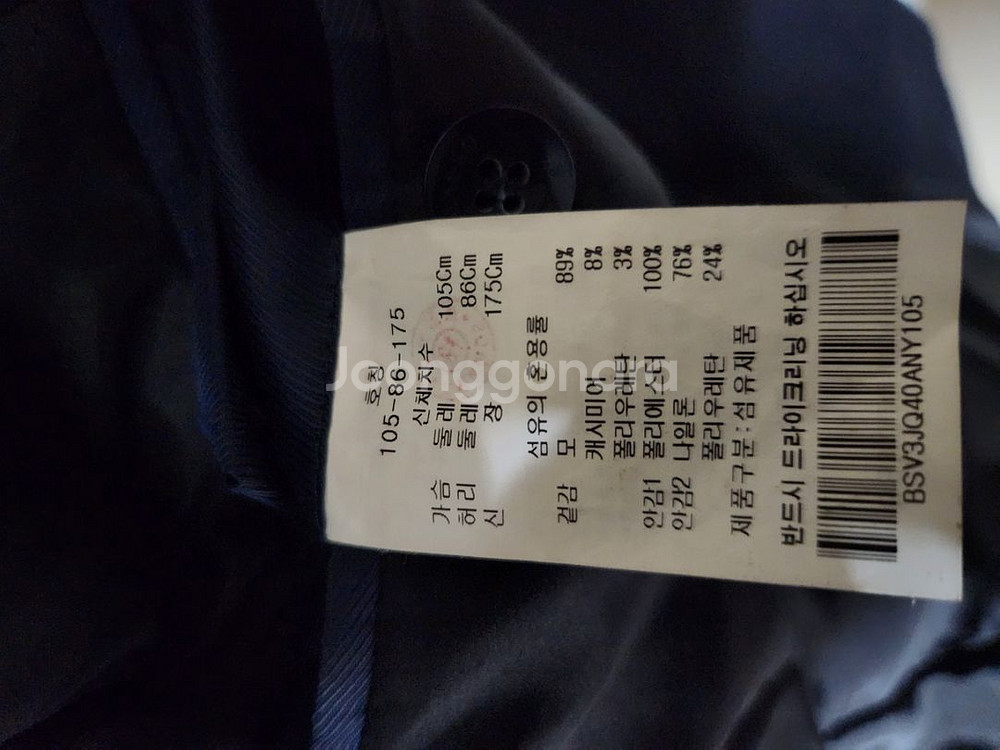 호칭
105-86-175
신체치수
가슴 둘레 105Cm
허리 둘레 86Cm
신 장 175Cm
섬유의 혼용률
겉감 모 89%
캐시미어 8%
폴리우레탄 3%
안감1 폴리에스터 100%
안감2 나일론 76%
폴리우레탄 24%
제품구분:섬유제품
반드시 드라이크리닝 하십시오
BSV3JQ40ANY105
Joonggonara